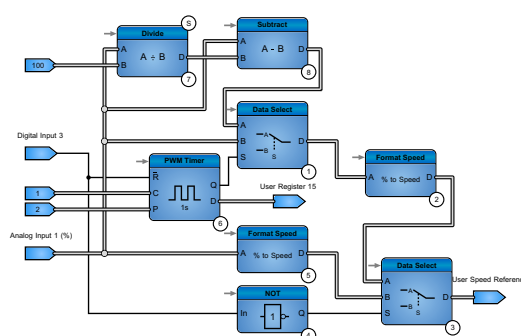 S
Divide
Subtract
A
B
A ÷ B
D
7
A
B
A - B
D
8
100
Data Select
A
B
S
A
B
S
D
1
Digital Input 3
PWM Timer
R
C
P
1s
Q
D
6
User Register 15
1
2
Format Speed
A
% to Speed
D
2
Analog Input 1 (%)
Format Speed
A
% to Speed
D
5
Data Select
A
B
S
A
B
S
D
3
User Speed Referenc
NOT
In
1
Q
4